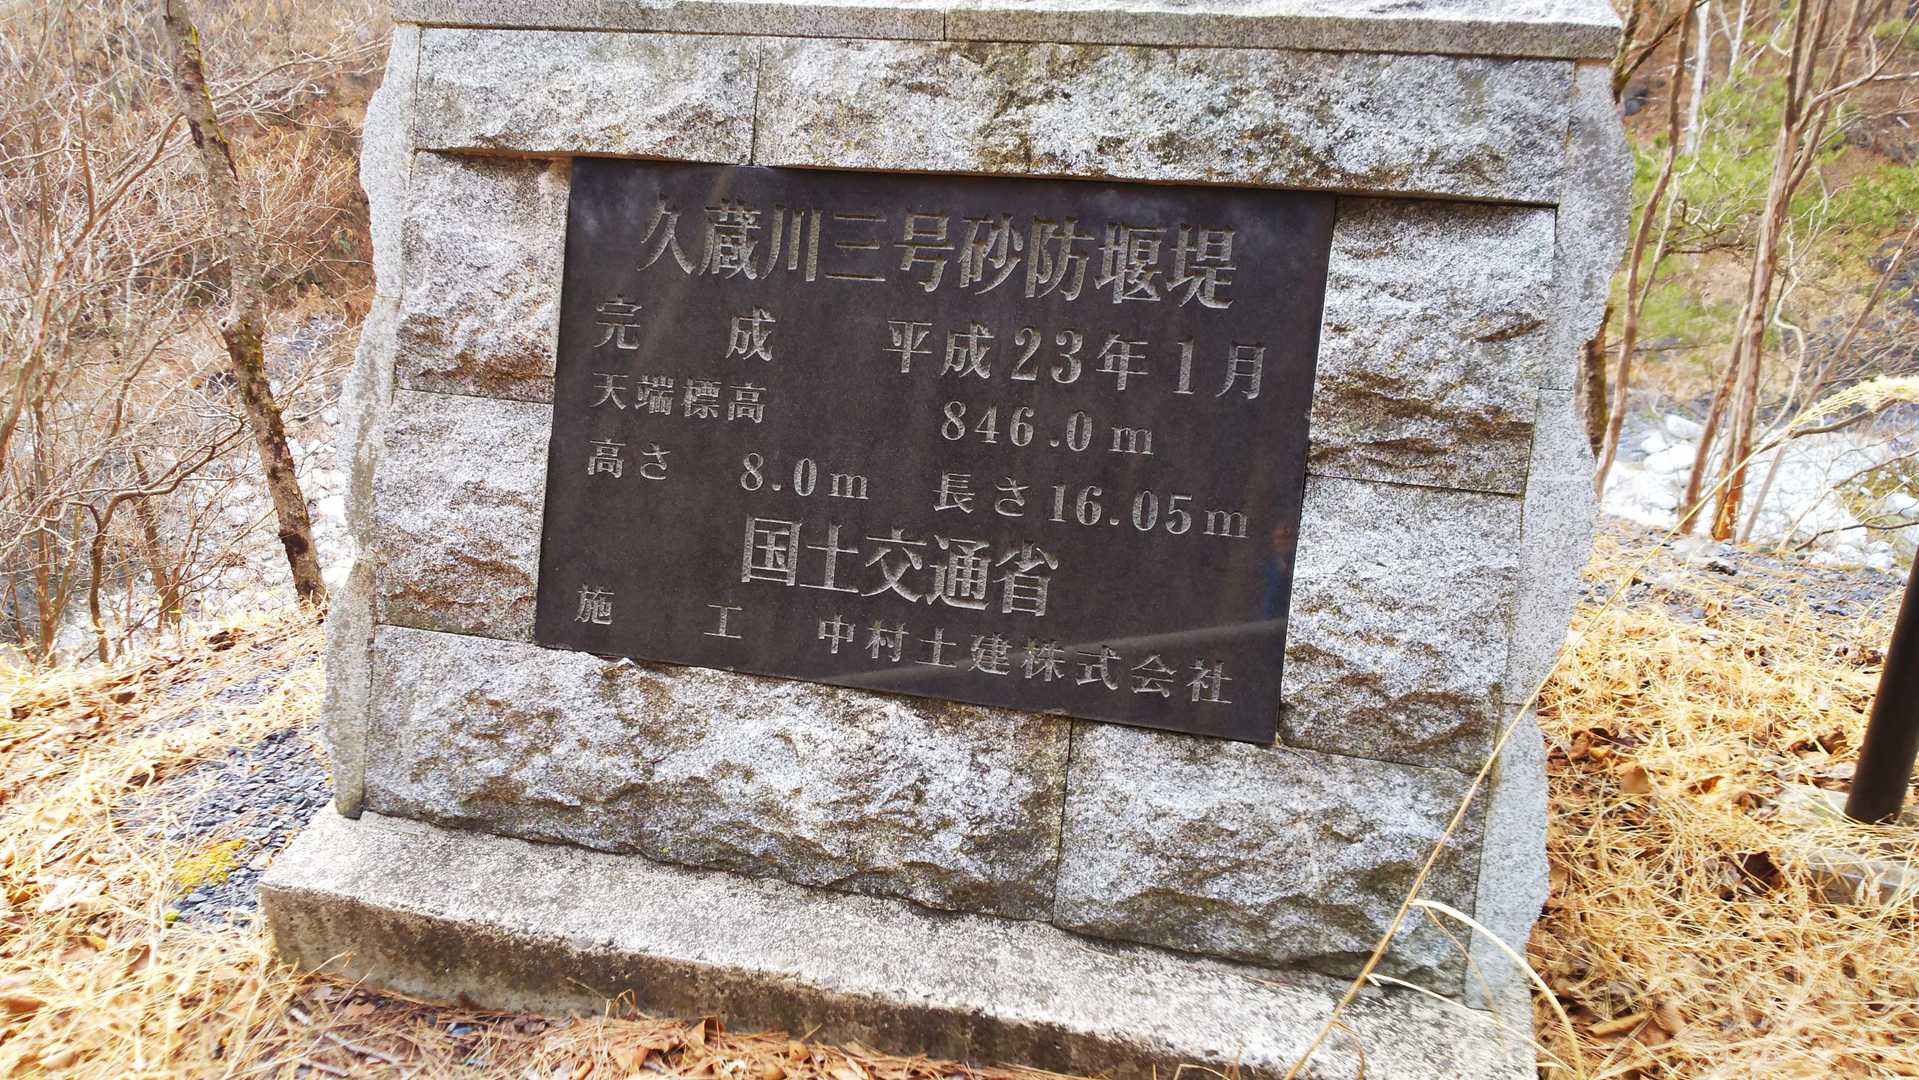 久蔵川三号砂防堰堤
完成 平成23年1月
天端標高 846.0m
高さ 8.0m 長さ16.05m
国土交通省
施工 中村土建株式会社